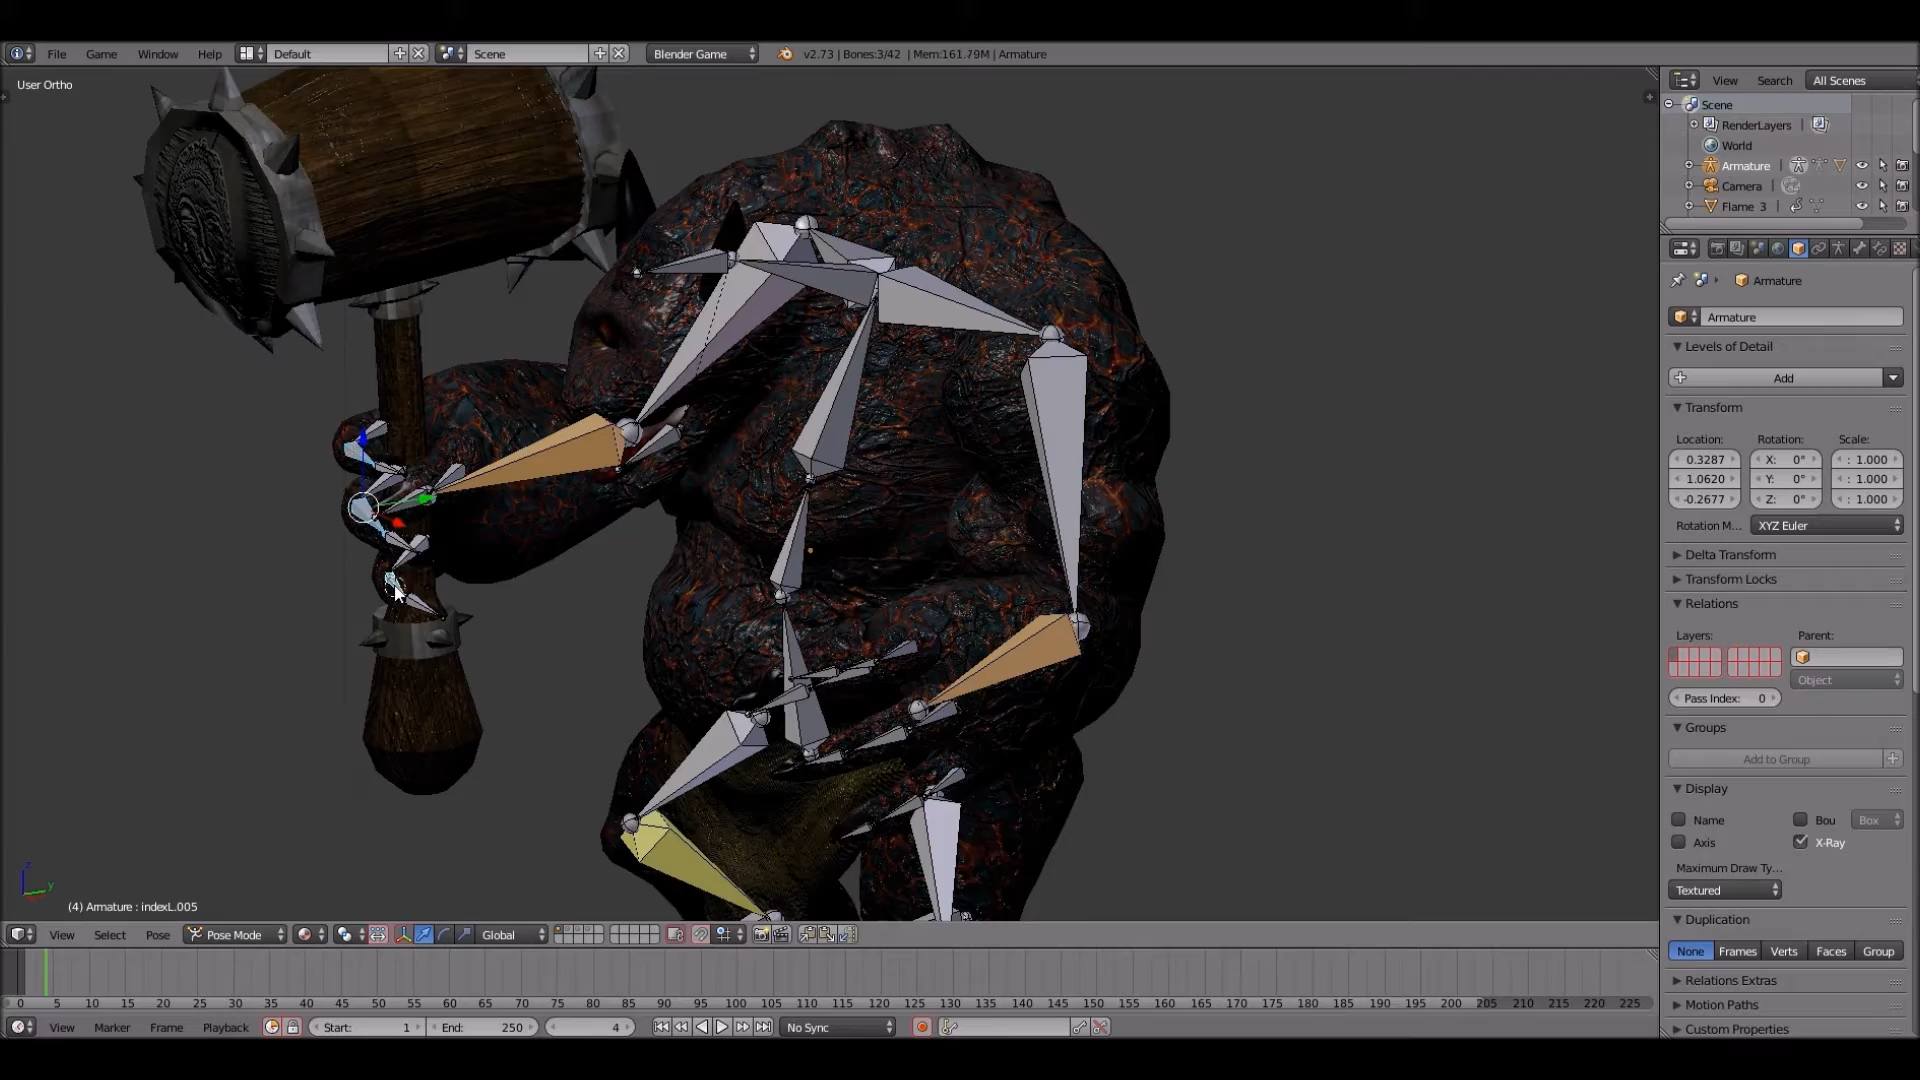 File Game Window Help Default Scene Blender Game v2.73 | Bones:3/42 | Mem:161.79M | Armature
User Ortho
View Search All Scenes
Scene
RenderLayers
World
Armature
Camera
Flame 3
Armature
Armature
Levels of Detail
Add
Transform
Location: Rotation: Scale:
0.3287 X: 0° : 1.000
1.0620 Y: 0° : 1.000
-0.2677 Z: 0° : 1.000
Rotation M... XYZ Euler
Delta Transform
Transform Locks
Relations
Layers: Parent:
Object
Pass Index: 0
Groups
Add to Group
Display
Name Bou Box
Axis X-Ray
Maximum Draw Ty...
Textured
Duplication
None Frames Verts Faces Group
Relations Extras
Motion Paths
Custom Properties
z
y
(4) Armature : indexL.005
View Select Pose Pose Mode Global
0 5 10 15 20 25 30 35 40 45 50 55 60 65 70 75 80 85 90 95 100 105 110 115 120 125 130 135 140 145 150 155 160 165 170 175 180 185 190 195 200 205 210 215 220 225
View Marker Frame Playback Start: 1 End: 250 4 No Sync